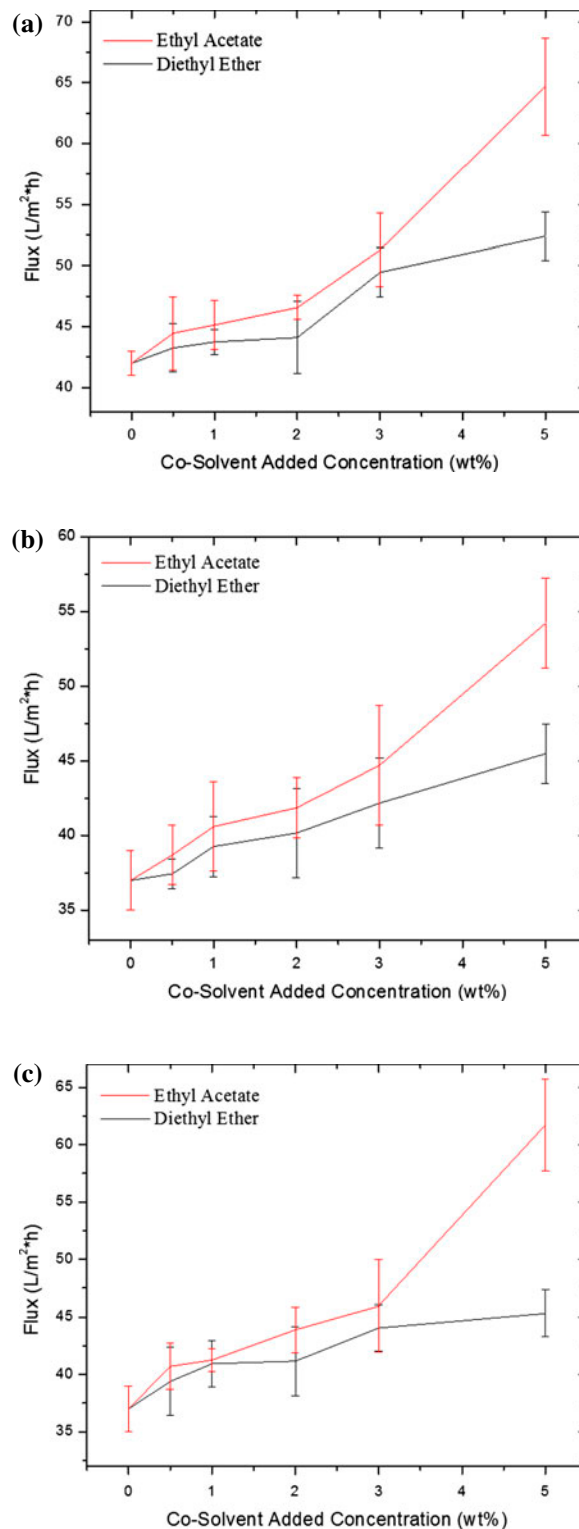 (a)
70
65
60
55
50
45
40
Flux (L/m²*h)
Ethyl Acetate
Diethyl Ether
0 1 2 3 4 5
Co-Solvent Added Concentration (wt%)
(b)
60
55
50
45
40
35
Flux (L/m²*h)
Ethyl Acetate
Diethyl Ether
0 1 2 3 4 5
Co-Solvent Added Concentration (wt%)
(c)
65
60
55
50
45
40
35
Flux (L/m²*h)
Ethyl Acetate
Diethyl Ether
0 1 2 3 4 5
Co-Solvent Added Concentration (wt%)